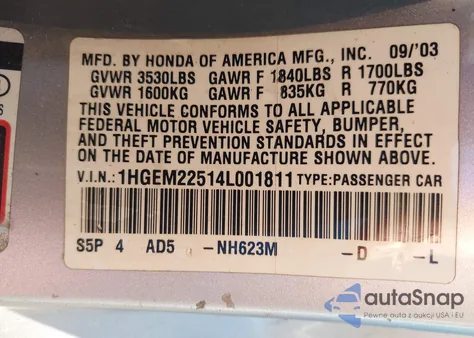 MFD. BY HONDA OF AMERICA MFG., INC. 09/'03
GVWR 3530LBS GAWR F 1840LBS R 1700LBS
GVWR 1600KG GAWR F 835KG R 770KG
THIS VEHICLE CONFORMS TO ALL APPLICABLE
FEDERAL MOTOR VEHICLE SAFETY, BUMPER,
AND THEFT PREVENTION STANDARDS IN EFFECT
ON THE DATE OF MANUFACTURE SHOWN ABOVE.
V.I.N.: 1HGEM22514L001811 TYPE: PASSENGER CAR
S5P 4 AD5 -NH623M -D -L
autoSnap
Pewne auta z aukcji USA i EU